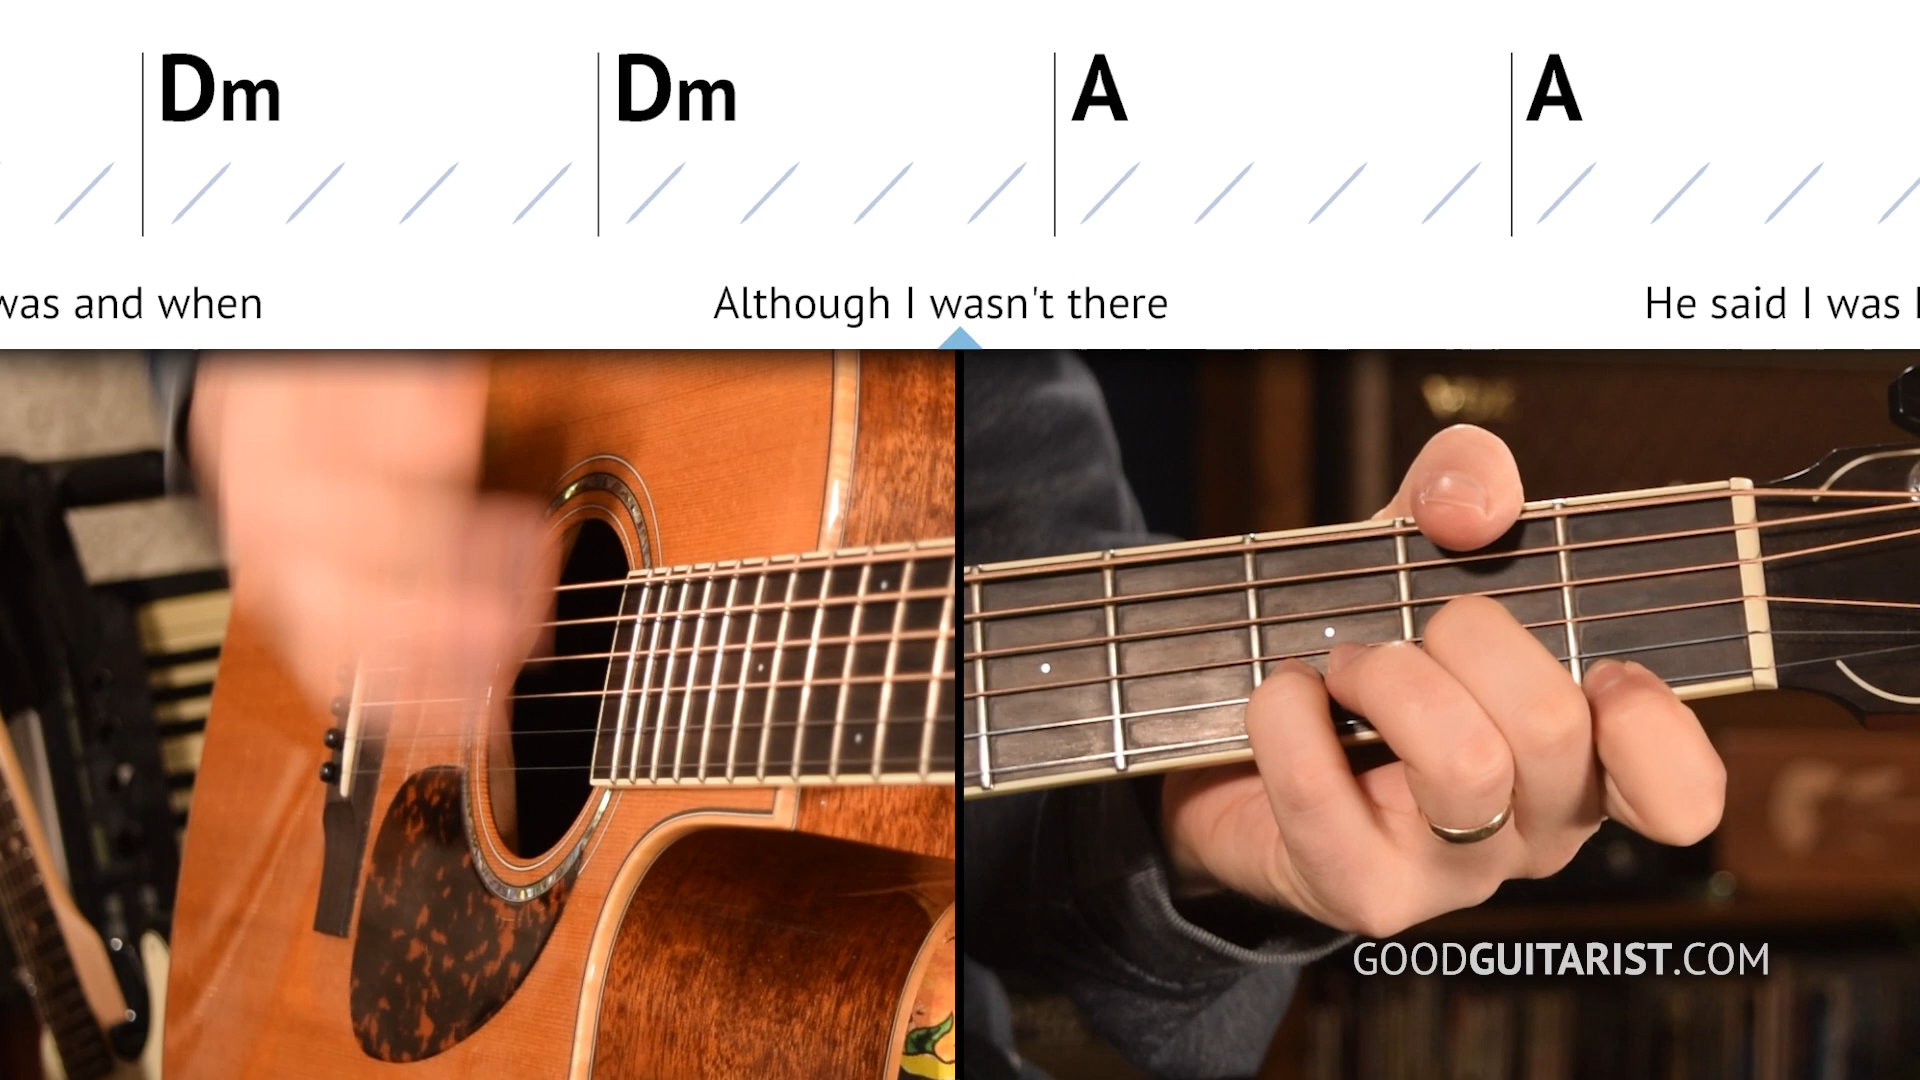 Dm Dm A A
was and when Although I wasn't there He said I was
GOODGUITARIST.COM